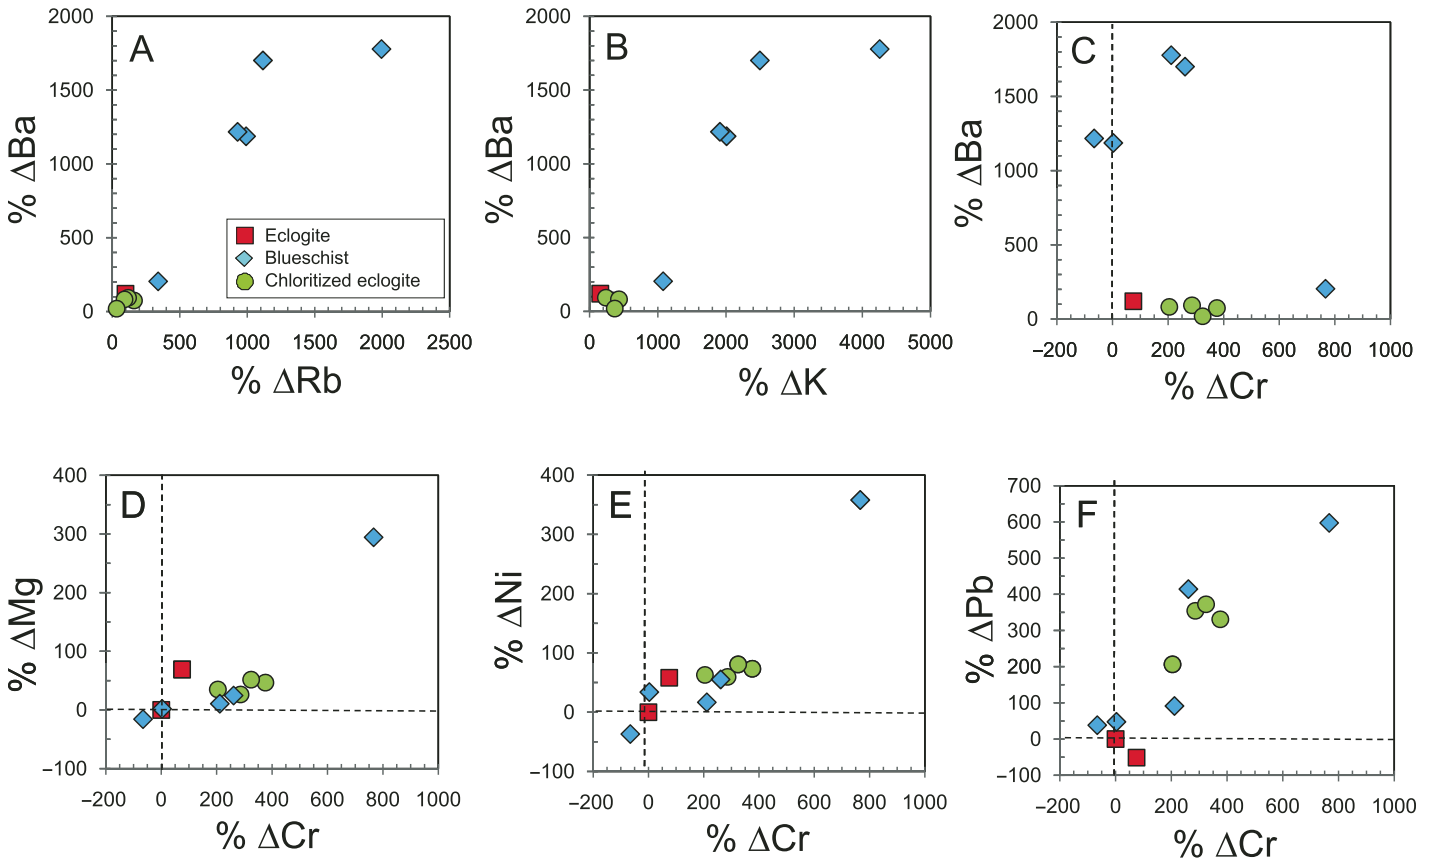 A
% ΔBa
2000
1500
1000
500
0
Eclogite
Blueschist
Chloritized eclogite
0 500 1000 1500 2000 2500
% ΔRb
B
% ΔBa
2000
1500
1000
500
0
0 1000 2000 3000 4000 5000
% ΔK
C
% ΔBa
2000
1500
1000
500
0
−200 0 200 400 600 800 1000
% ΔCr
D
% ΔMg
400
300
200
100
0
−100
−200 0 200 400 600 800 1000
% ΔCr
E
% ΔNi
400
300
200
100
0
−100
−200 0 200 400 600 800 1000
% ΔCr
F
% ΔPb
700
600
500
400
300
200
100
0
−100
−200 0 200 400 600 800 1000
% ΔCr